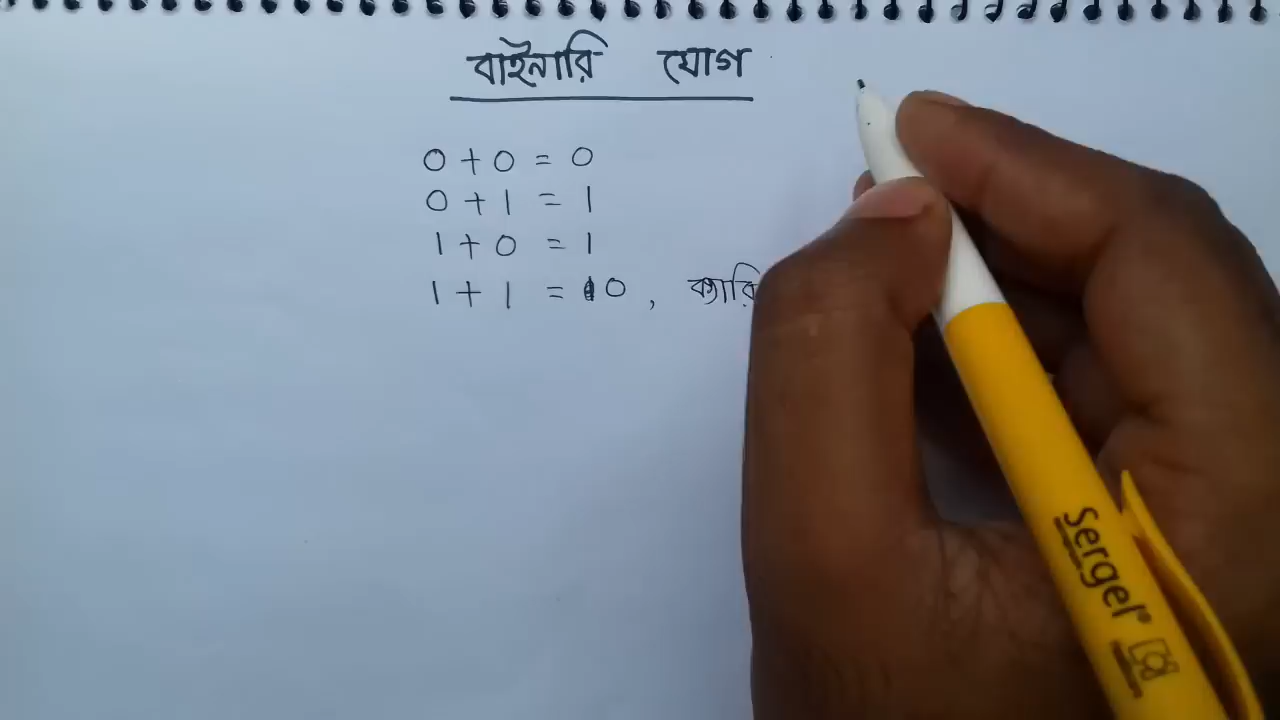 বাইনারি যোগ
0 + 0 = 0
0 + 1 = 1
1 + 0 = 1
1 + 1 = 10 , ক্যারি
Sergel®